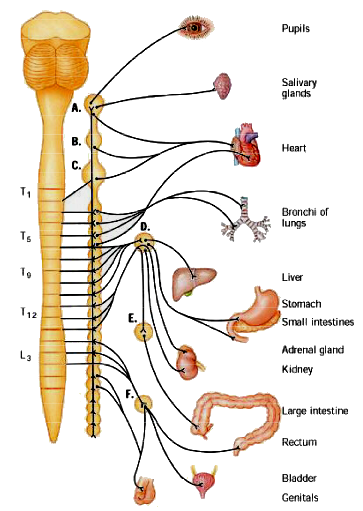 Pupils
Salivary
glands
A.
B.
Heart
C.
T1
Bronchi of
lungs
D.
T5
T9
Liver
Stomach
T12
E.
Small intestines
Adrenal gland
L3
Kidney
F.
Large intestine
Rectum
Bladder
Genitals